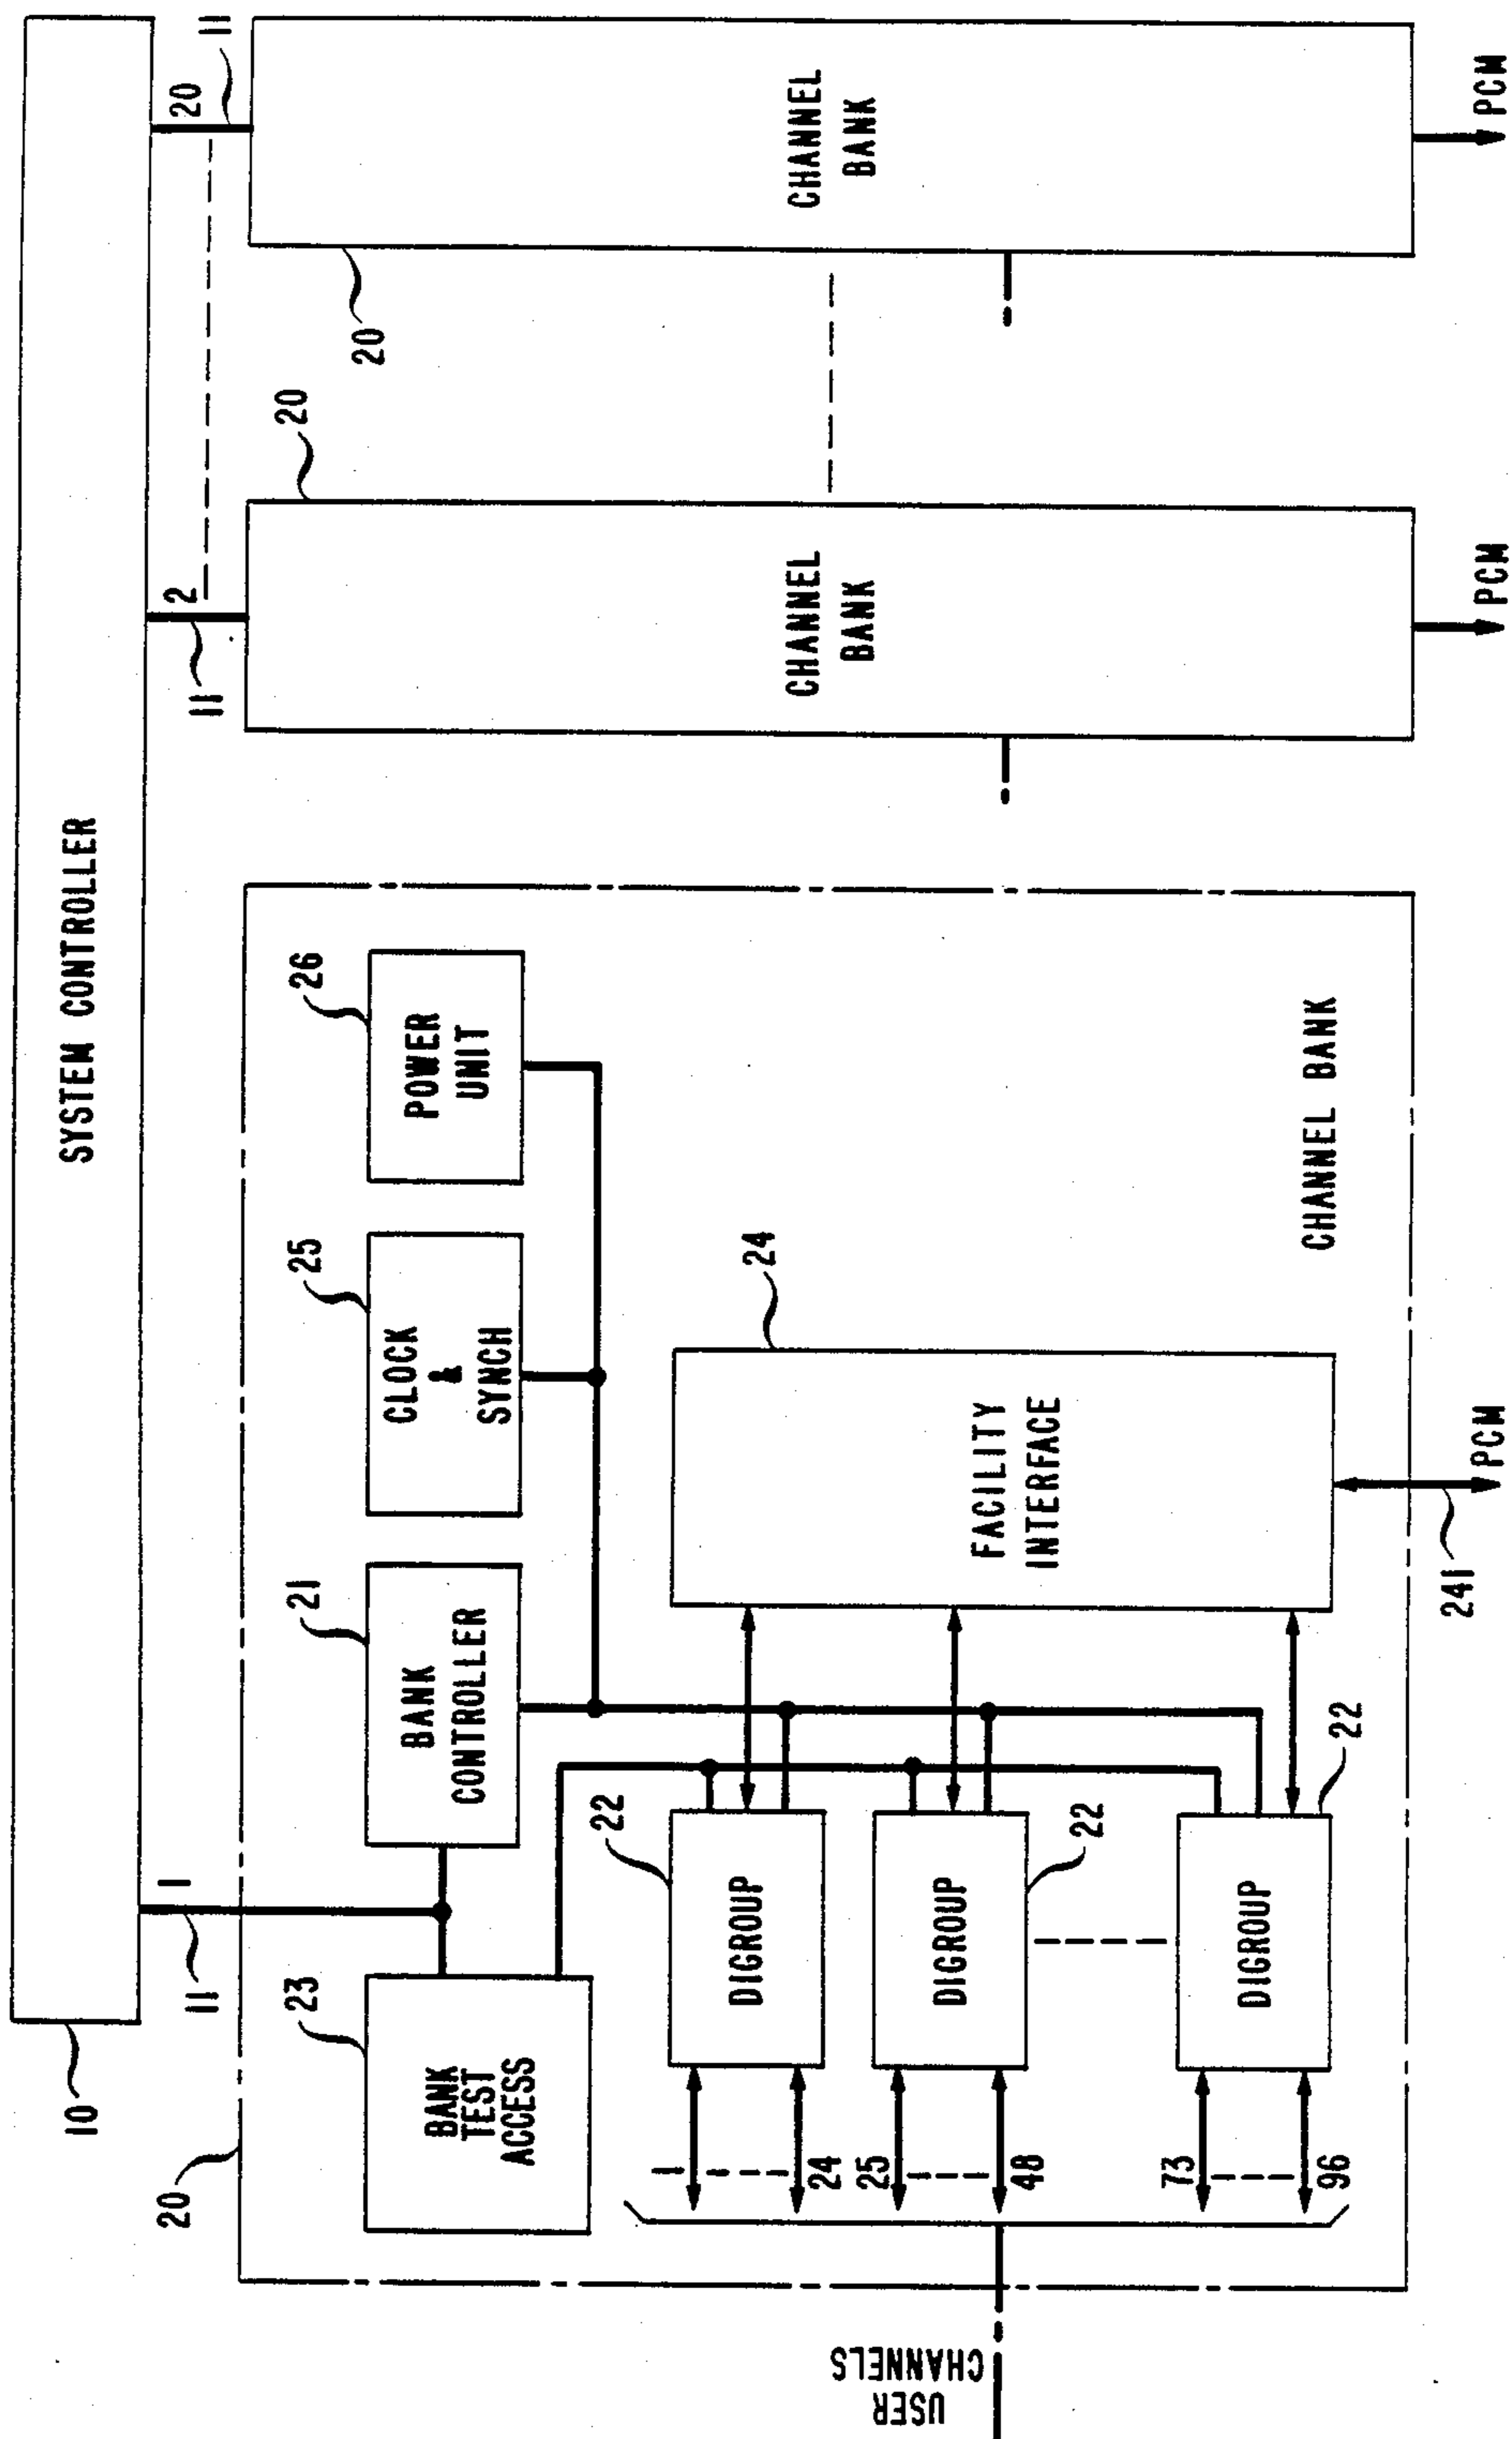 SYSTEM CONTROLLER
10
20
11
1
11
2
20
11
20
20
23
BANK
TEST
ACCESS
21
BANK
CONTROLLER
25
CLOCK
&
SYNCH
26
POWER
UNIT
CHANNEL
BANK
CHANNEL
BANK
22
DIGROUP
1
24
22
DIGROUP
25
48
22
DIGROUP
73
96
24
FACILITY
INTERFACE
USER
CHANNELS
CHANNEL BANK
241
PCM
PCM
PCM